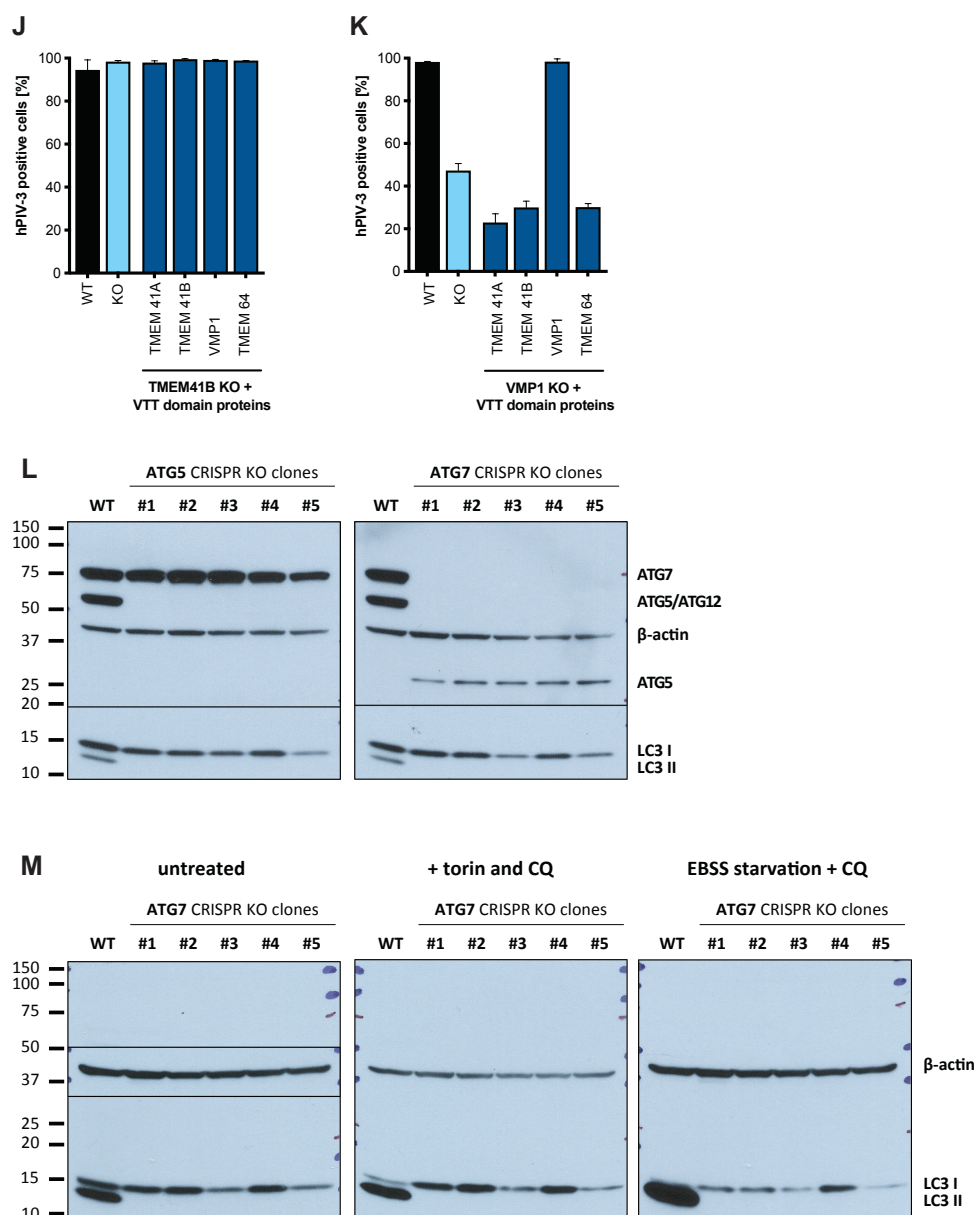 J
K
hPIV-3 positive cells [%]
100
80
60
40
20
0
WT
KO
TMEM 41A
TMEM 41B
VMP1
TMEM 64
TMEM41B KO +
VTT domain proteins
hPIV-3 positive cells [%]
100
80
60
40
20
0
WT
KO
TMEM 41A
TMEM 41B
VMP1
TMEM 64
VMP1 KO +
VTT domain proteins
L
ATG5 CRISPR KO clones
ATG7 CRISPR KO clones
WT #1 #2 #3 #4 #5
WT #1 #2 #3 #4 #5
150
100
75
50
37
25
20
15
10
ATG7
ATG5/ATG12
β-actin
ATG5
LC3 I
LC3 II
M
untreated
+ torin and CQ
EBSS starvation + CQ
ATG7 CRISPR KO clones
ATG7 CRISPR KO clones
ATG7 CRISPR KO clones
WT #1 #2 #3 #4 #5
WT #1 #2 #3 #4 #5
WT #1 #2 #3 #4 #5
150
100
75
50
37
25
20
15
10
β-actin
LC3 I
LC3 II